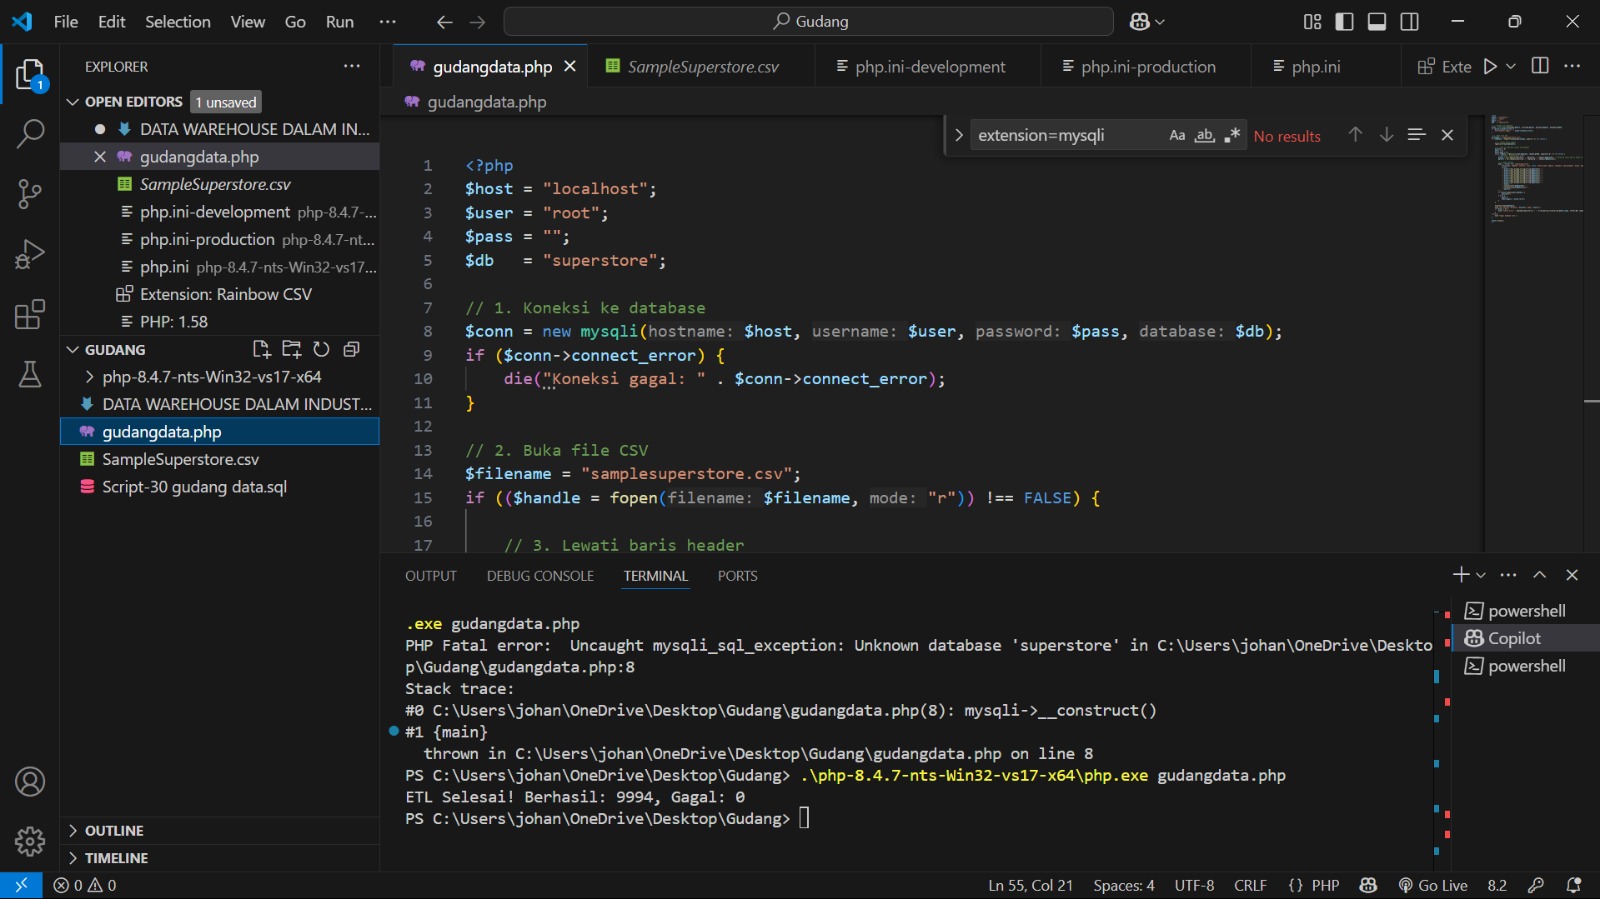 File Edit Selection View Go Run ···
Gudang
EXPLORER ···
OPEN EDITORS 1 unsaved
DATA WAREHOUSE DALAM IN...
gudangdata.php
SampleSuperstore.csv
php.ini-development php-8.4.7-...
php.ini-production php-8.4.7-nt...
php.ini php-8.4.7-nts-Win32-vs17...
Extension: Rainbow CSV
PHP: 1.58
GUDANG
php-8.4.7-nts-Win32-vs17-x64
DATA WAREHOUSE DALAM INDUST...
gudangdata.php
SampleSuperstore.csv
Script-30 gudang data.sql
OUTLINE
TIMELINE
gudangdata.php SampleSuperstore.csv php.ini-development php.ini-production php.ini Exte ···
gudangdata.php
extension=mysqli Aa ab .* No results
1 <?php
2 $host = "localhost";
3 $user = "root";
4 $pass = "";
5 $db   = "superstore";
6
7 // 1. Koneksi ke database
8 $conn = new mysqli(hostname: $host, username: $user, password: $pass, database: $db);
9 if ($conn->connect_error) {
10     die("Koneksi gagal: " . $conn->connect_error);
11 }
12
13 // 2. Buka file CSV
14 $filename = "samplesuperstore.csv";
15 if (($handle = fopen(filename: $filename, mode: "r")) !== FALSE) {
16
17     // 3. Lewati baris header
OUTPUT DEBUG CONSOLE TERMINAL PORTS
.exe gudangdata.php
PHP Fatal error:  Uncaught mysqli_sql_exception: Unknown database 'superstore' in C:\Users\johan\OneDrive\Deskto
p\Gudang\gudangdata.php:8
Stack trace:
#0 C:\Users\johan\OneDrive\Desktop\Gudang\gudangdata.php(8): mysqli->__construct()
#1 {main}
  thrown in C:\Users\johan\OneDrive\Desktop\Gudang\gudangdata.php on line 8
PS C:\Users\johan\OneDrive\Desktop\Gudang> .\php-8.4.7-nts-Win32-vs17-x64\php.exe gudangdata.php
ETL Selesai! Berhasil: 9994, Gagal: 0
PS C:\Users\johan\OneDrive\Desktop\Gudang>
powershell
Copilot
powershell
0 0 Ln 55, Col 21 Spaces: 4 UTF-8 CRLF {} PHP Go Live 8.2